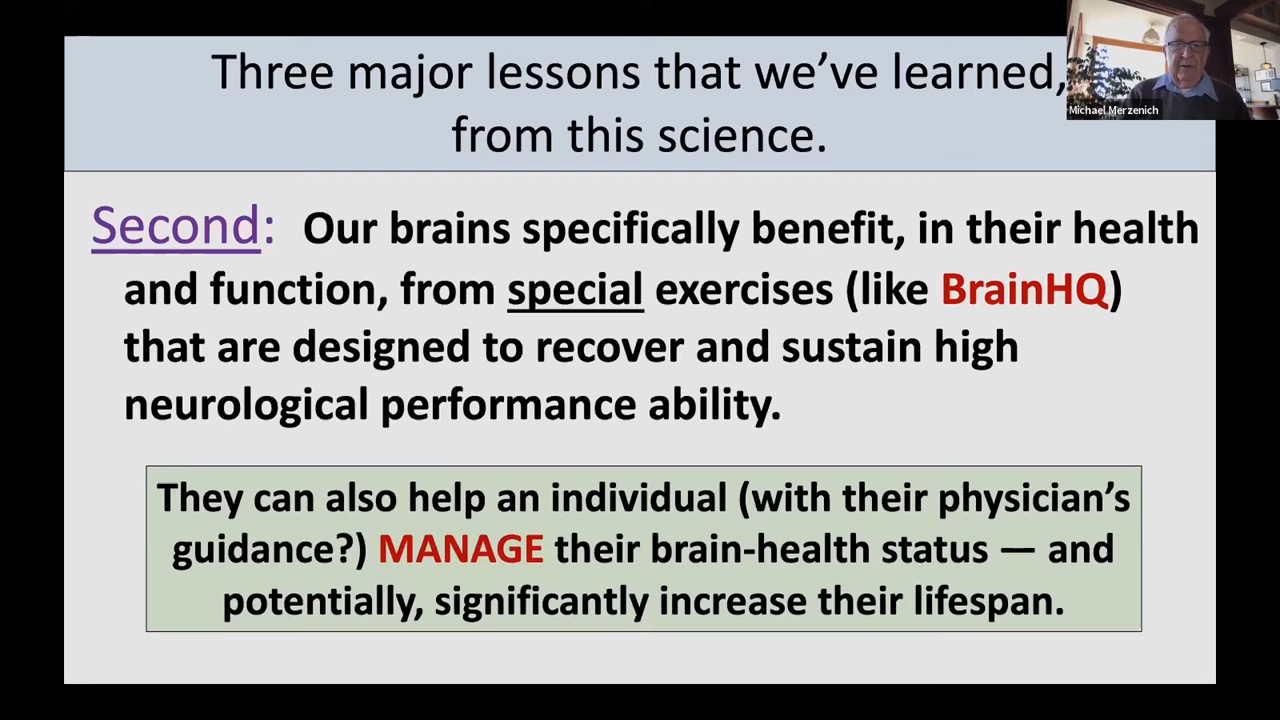 Three major lessons that we’ve learned,
from this science.
Michael Merzenich
Second: Our brains specifically benefit, in their health
and function, from special exercises (like BrainHQ)
that are designed to recover and sustain high
neurological performance ability.
They can also help an individual (with their physician’s
guidance?) MANAGE their brain-health status — and
potentially, significantly increase their lifespan.